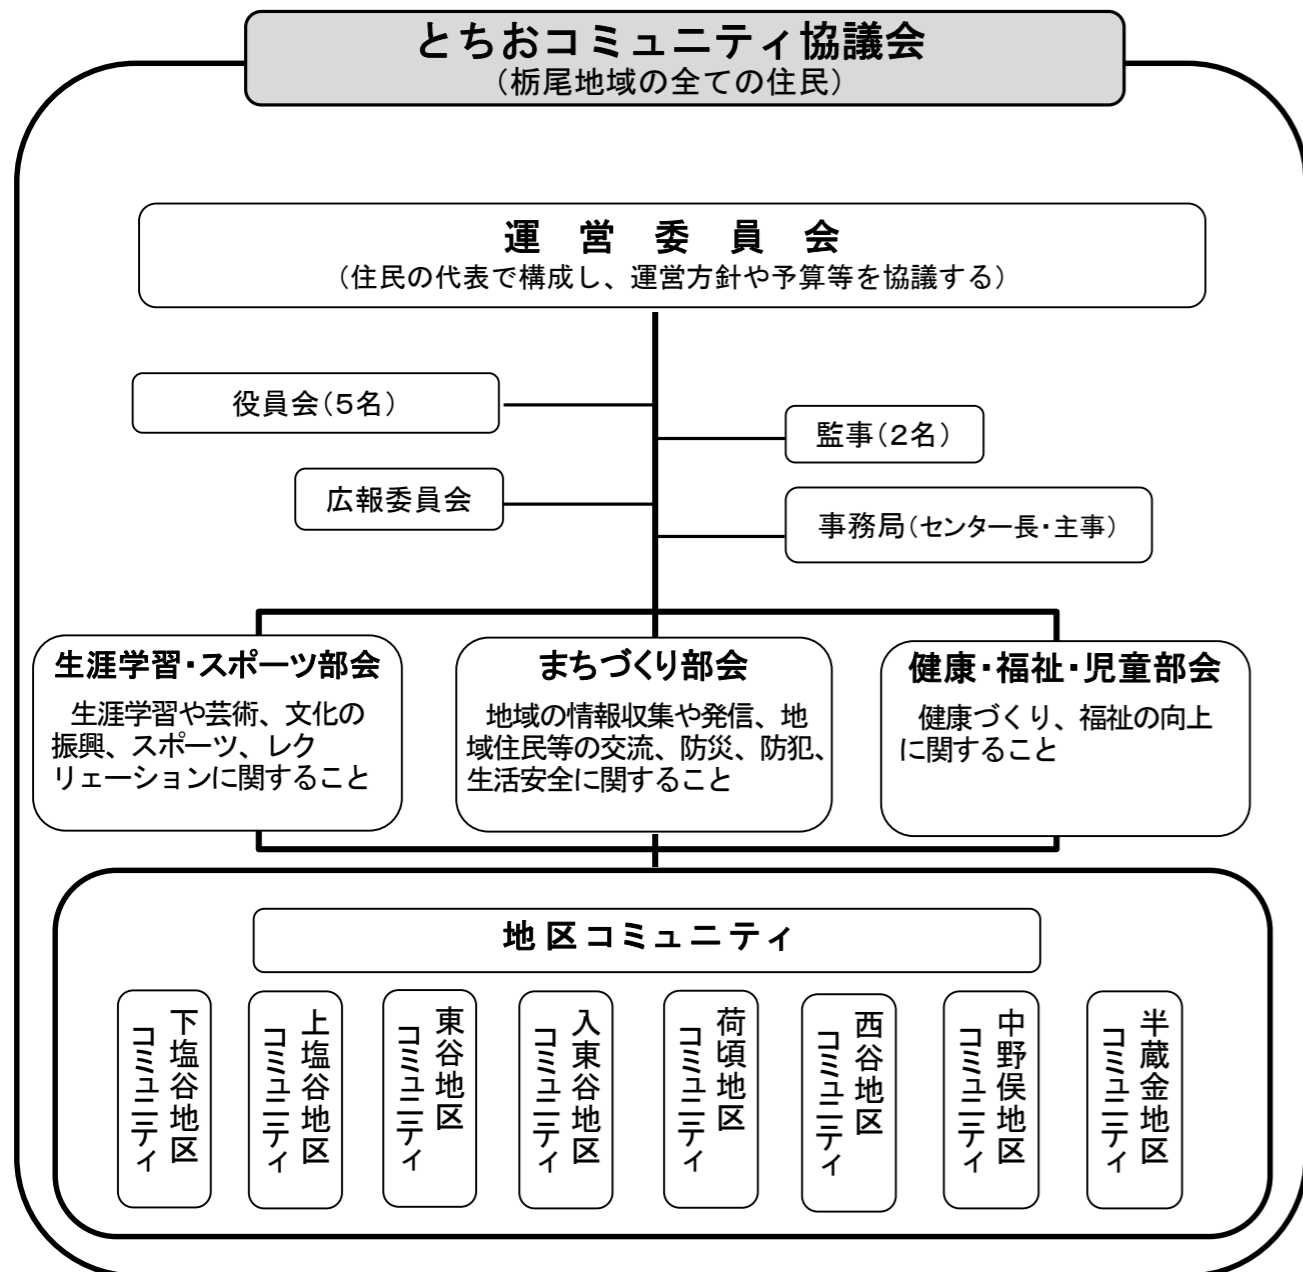 とちおコミュニティ協議会
（栃尾地域の全ての住民）
運営委員会
（住民の代表で構成し、運営方針や予算等を協議する）
役員会（５名）
監事（２名）
広報委員会
事務局（センター長・主事）
生涯学習・スポーツ部会
生涯学習や芸術、文化の
振興、スポーツ、レク
リェーションに関すること
まちづくり部会
地域の情報収集や発信、地
域住民等の交流、防災、防犯、
生活安全に関すること
健康・福祉・児童部会
健康づくり、福祉の向上
に関すること
地区コミュニティ
下塩谷地区
コミュニティ
上塩谷地区
コミュニティ
東谷地区
コミュニティ
入東谷地区
コミュニティ
荷頃地区
コミュニティ
西谷地区
コミュニティ
中野俣地区
コミュニティ
半蔵金地区
コミュニティ